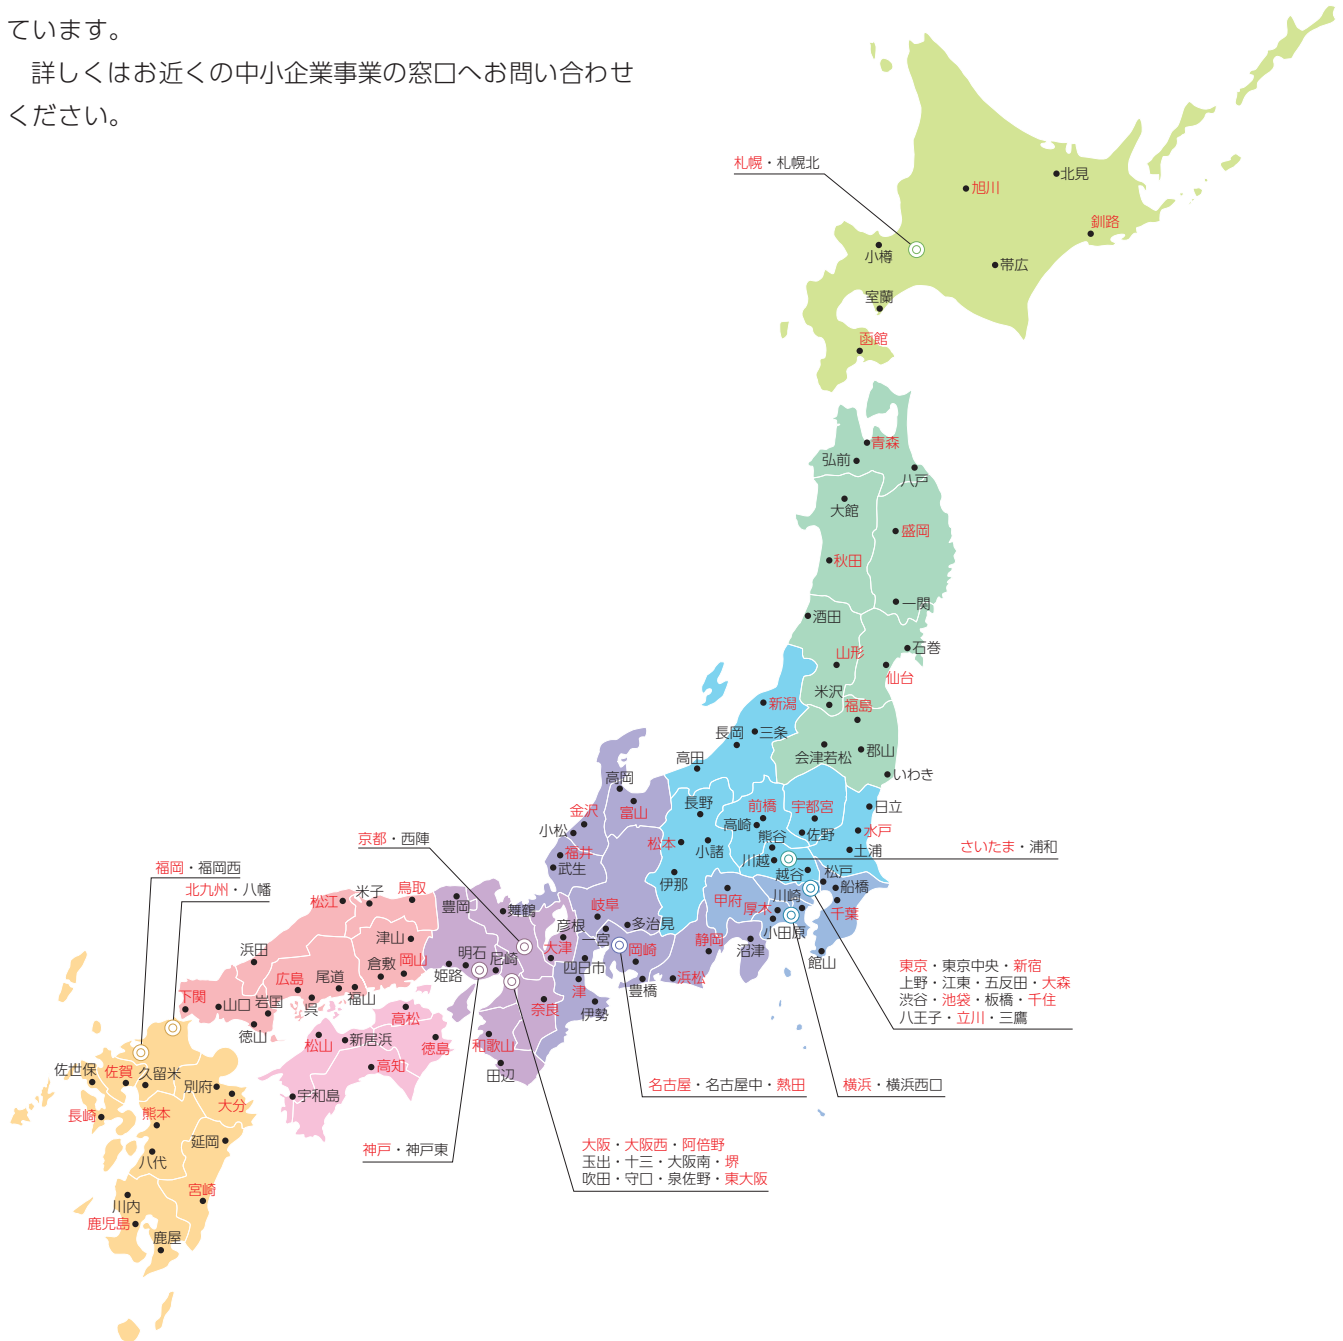 ています。
　詳しくはお近くの中小企業事業の窓口へお問い合わせ
ください。
札幌・札幌北
旭川
北見
釧路
小樽
帯広
室蘭
函館
青森
弘前
八戸
大館
盛岡
秋田
一関
酒田
石巻
山形
仙台
米沢
福島
新潟
三条
長岡
会津若松
郡山
いわき
高田
高岡
富山
金沢
小松
福井
武生
長野
前橋
高崎
宇都宮
佐野
日立
水戸
土浦
松本
小諸
熊谷
川越
越谷
さいたま・浦和
伊那
松戸
船橋
千葉
川崎
甲府
厚木
小田原
館山
京都・西陣
福岡・福岡西
北九州・八幡
松江
米子
鳥取
豊岡
舞鶴
岐阜
多治見
彦根
一宮
大津
四日市
岡崎
静岡
沼津
浜松
豊橋
津
伊勢
浜田
津山
倉敷
岡山
明石
尼崎
姫路
広島
尾道
福山
呉
下関
山口
岩国
徳山
奈良
和歌山
田辺
高松
松山
新居浜
徳島
高知
宇和島
東京・東京中央・新宿
上野・江東・五反田・大森
渋谷・池袋・板橋・千住
八王子・立川・三鷹
佐世保
佐賀
久留米
別府
大分
長崎
熊本
延岡
八代
宮崎
川内
鹿児島
鹿屋
名古屋・名古屋中・熱田
横浜・横浜西口
神戸・神戸東
大阪・大阪西・阿倍野
玉出・十三・大阪南・堺
吹田・守口・泉佐野・東大阪